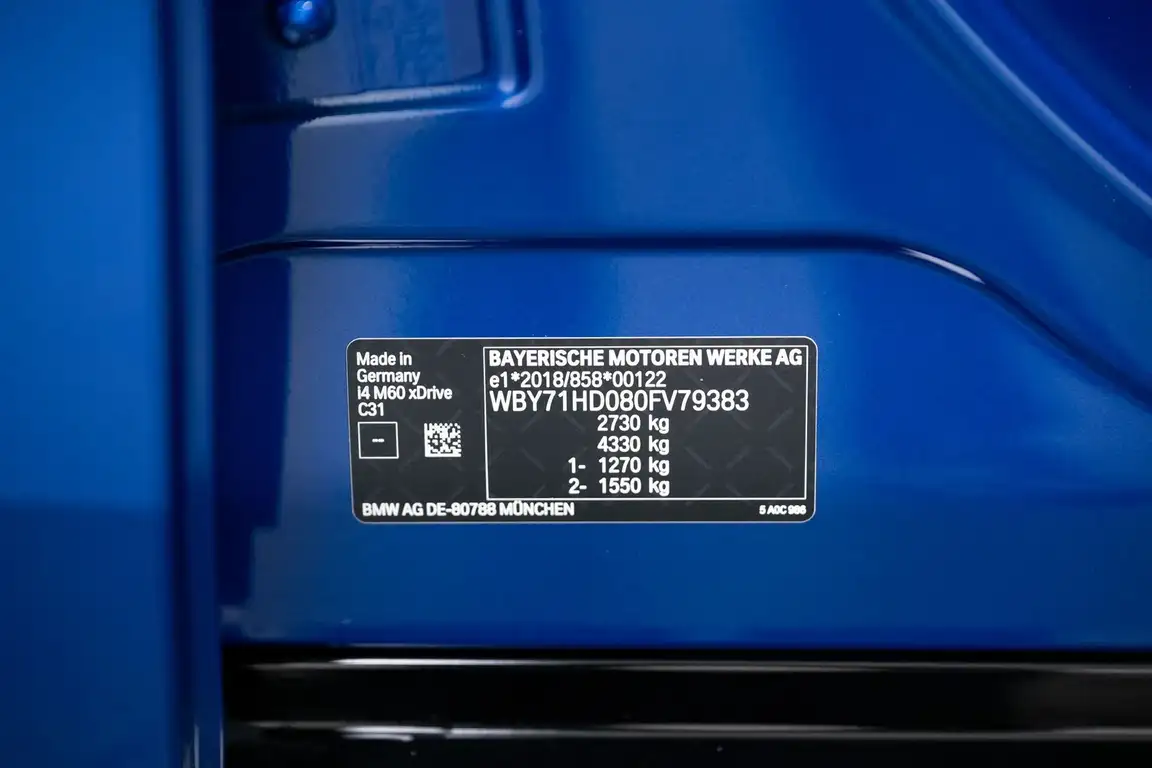 Made in
Germany
i4 M60 xDrive
C31
--
BAYERISCHE MOTOREN WERKE AG
e1*2018/858*00122
WBY71HD080FV79383
2730 kg
4330 kg
1- 1270 kg
2- 1550 kg
BMW AG DE-80788 MÜNCHEN
5 A0C 986